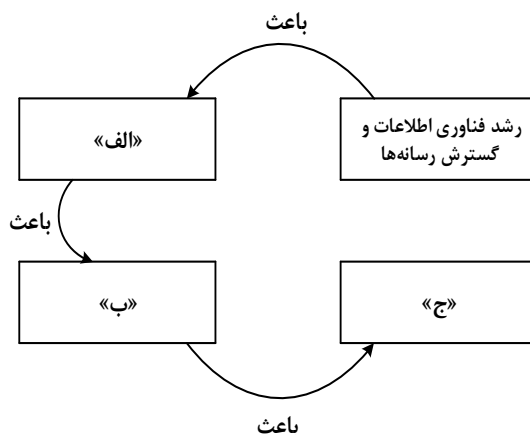 باعث
رشد فناوری اطلاعات و
گسترش رسانه‌ها
«الف»
باعث
«ب»
«ج»
باعث